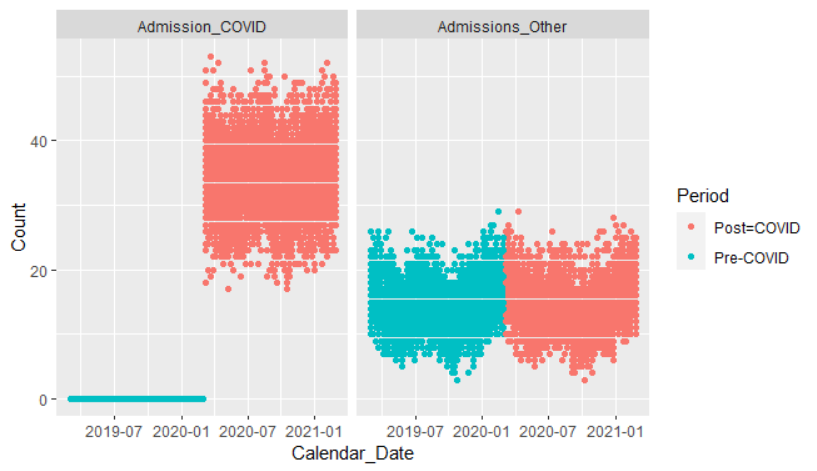 Admission_COVID
Admissions_Other
40
20
0
Count
2019-07 2020-01 2020-07 2021-01
2019-07 2020-01 2020-07 2021-01
Calendar_Date
Period
Post=COVID
Pre-COVID